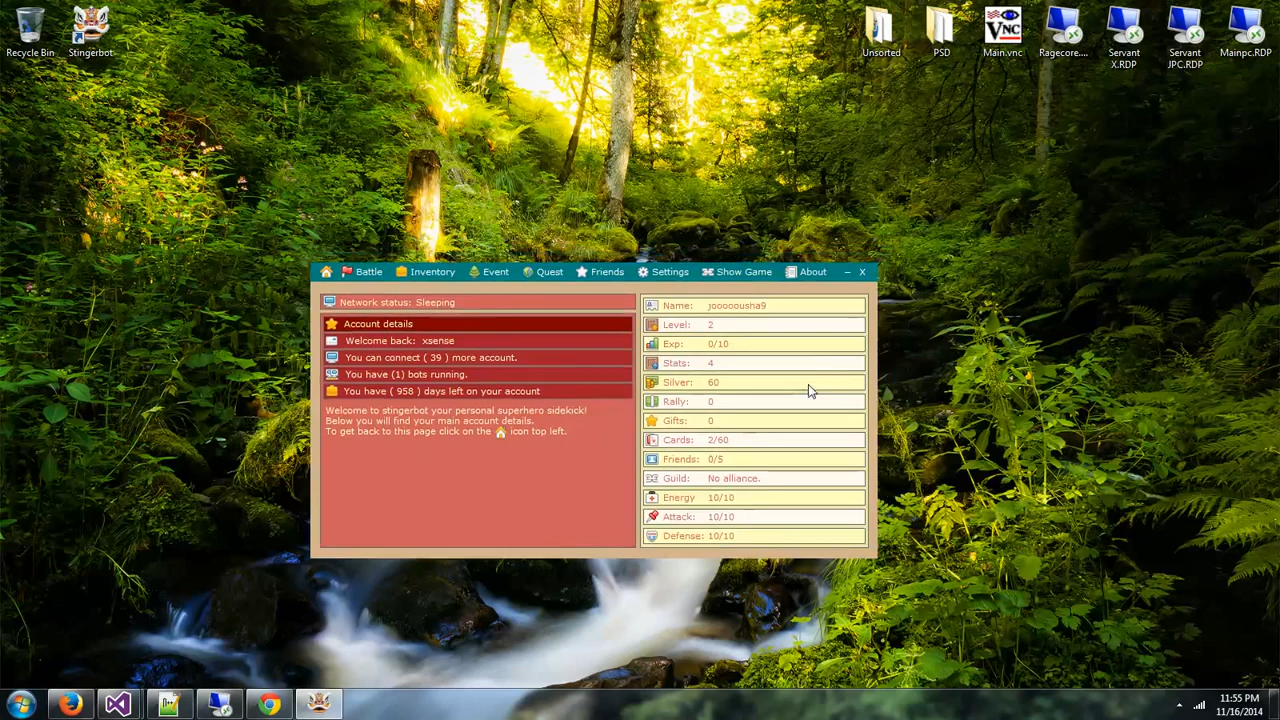 Recycle Bin
Stingerbot
Unsorted
PSD
Main.vnc
Ragecore....
Servant
X.RDP
Servant
JPC.RDP
Mainpc.RDP
VNC
Battle
Inventory
Event
Quest
Friends
Settings
Show Game
About
– X
Network status: Sleeping
Account details
Welcome back: xsense
You can connect ( 39 ) more account.
You have (1) bots running.
You have ( 958 ) days left on your account
Welcome to stingerbot your personal superhero sidekick!
Below you will find your main account details.
To get back to this page click on the icon top left.
Name: jooooousha9
Level: 2
Exp: 0/10
Stats: 4
Silver: 60
Rally: 0
Gifts: 0
Cards: 2/60
Friends: 0/5
Guild: No alliance.
Energy 10/10
Attack: 10/10
Defense: 10/10
11:55 PM
11/16/2014